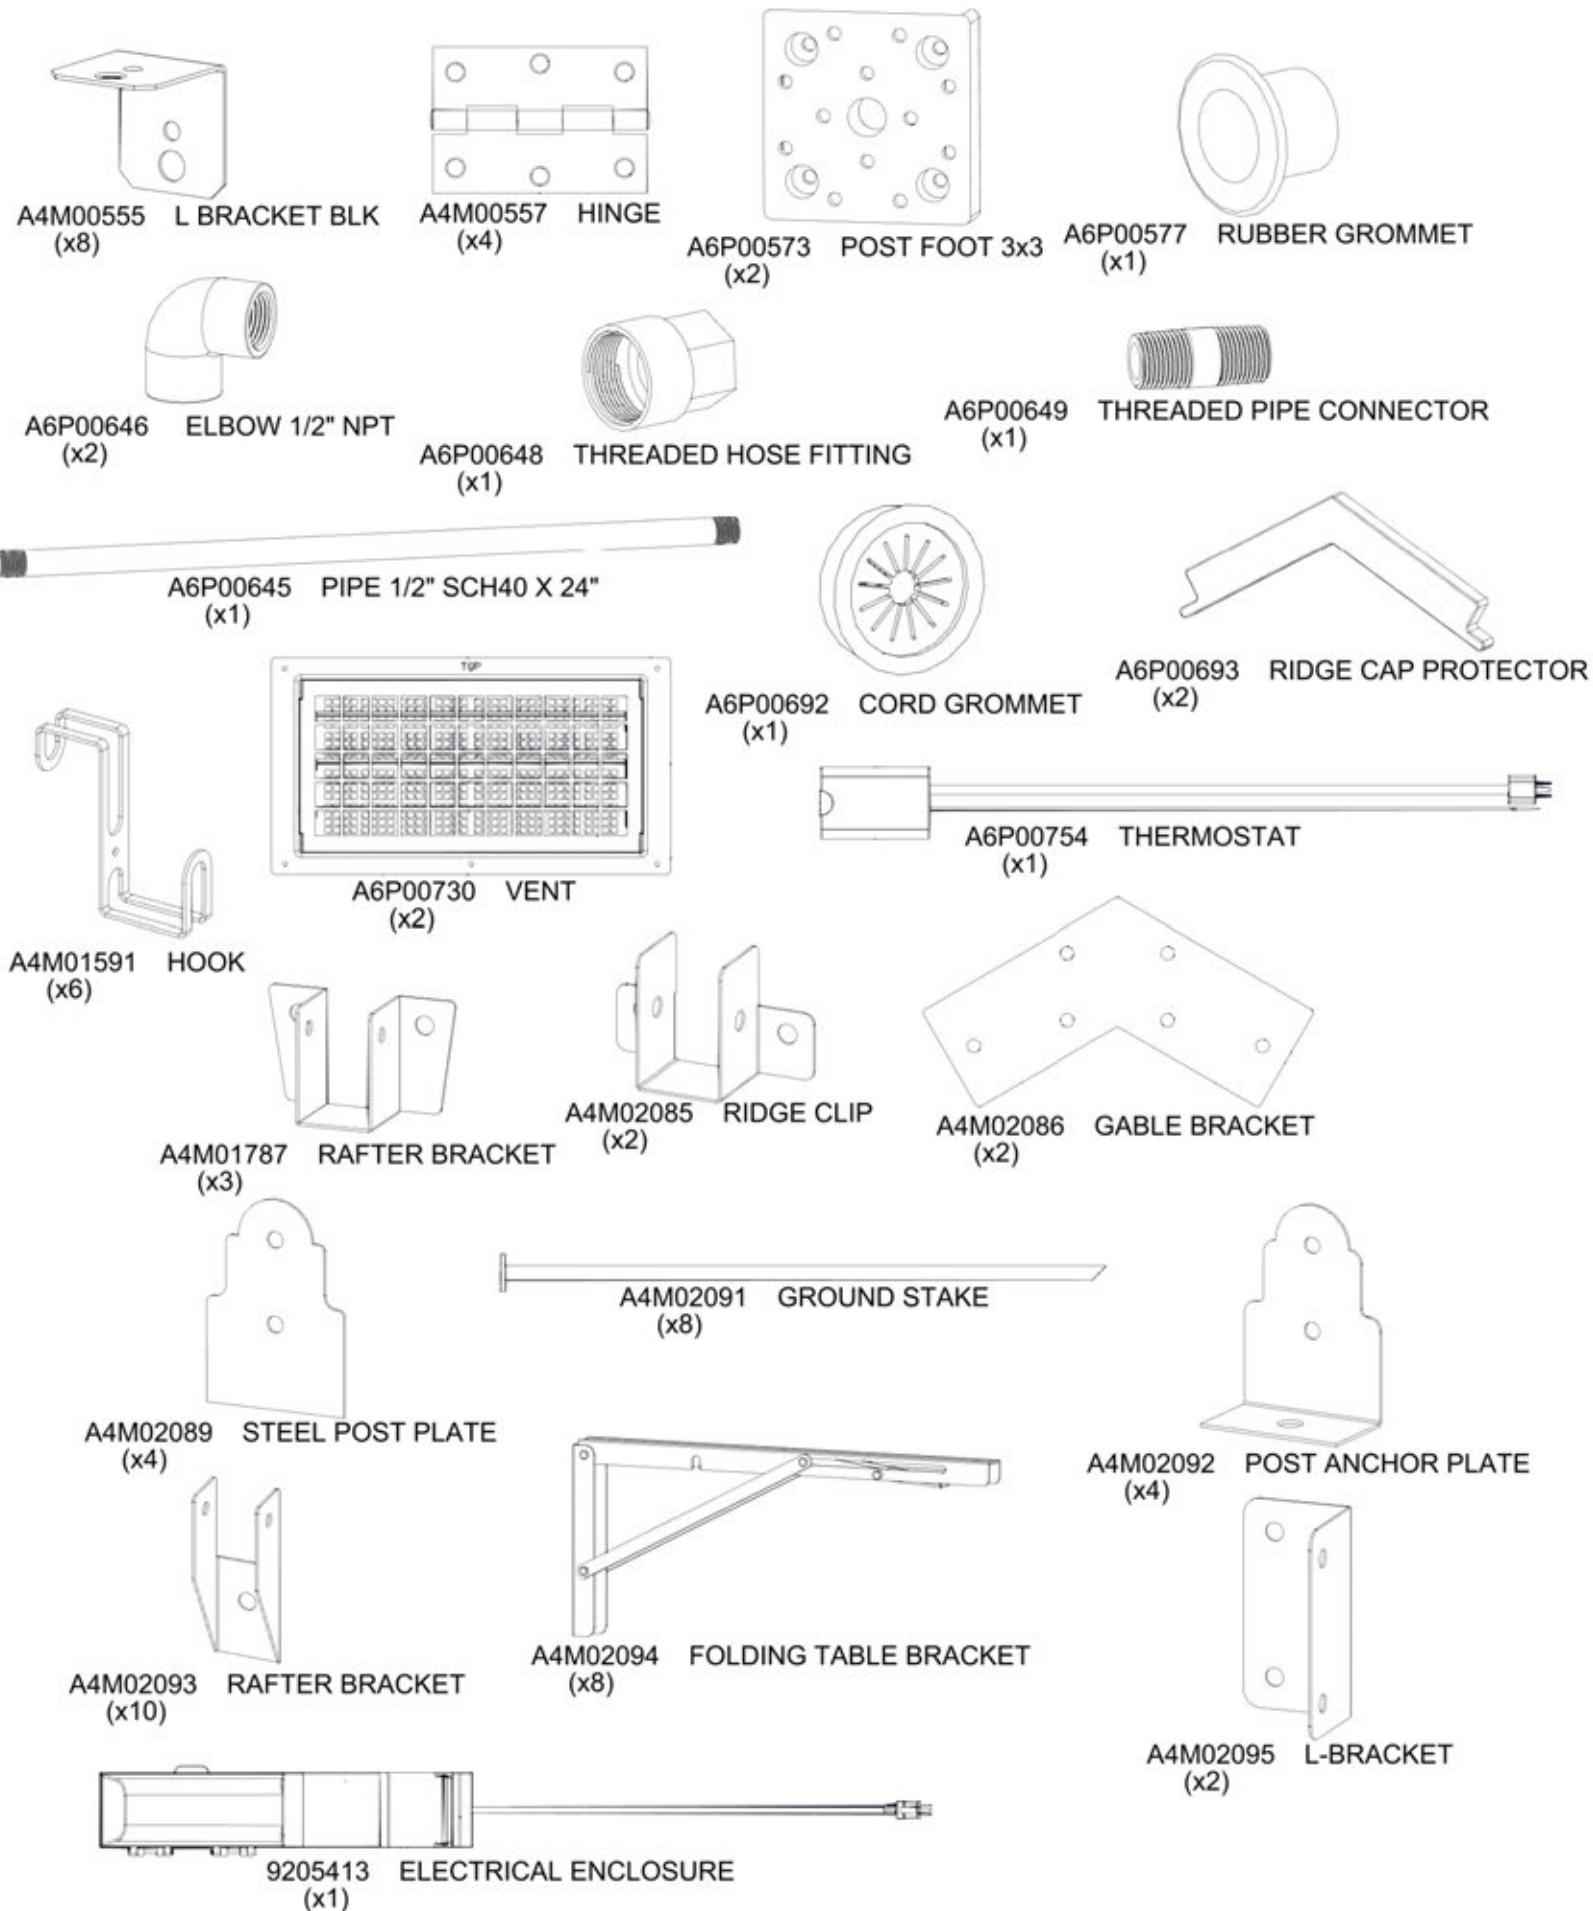 A4M00555 L BRACKET BLK
(x8)
A4M00557 HINGE
(x4)
A6P00573 POST FOOT 3x3
(x2)
A6P00577 RUBBER GROMMET
(x1)
A6P00646 ELBOW 1/2" NPT
(x2)
A6P00648 THREADED HOSE FITTING
(x1)
A6P00649 THREADED PIPE CONNECTOR
(x1)
A6P00645 PIPE 1/2" SCH40 X 24"
(x1)
A6P00692 CORD GROMMET
(x1)
A6P00693 RIDGE CAP PROTECTOR
(x2)
A4M01591 HOOK
(x6)
TOP
A6P00730 VENT
(x2)
A6P00754 THERMOSTAT
(x1)
A4M01787 RAFTER BRACKET
(x3)
A4M02085 RIDGE CLIP
(x2)
A4M02086 GABLE BRACKET
(x2)
A4M02089 STEEL POST PLATE
(x4)
A4M02091 GROUND STAKE
(x8)
A4M02092 POST ANCHOR PLATE
(x4)
A4M02093 RAFTER BRACKET
(x10)
A4M02094 FOLDING TABLE BRACKET
(x8)
A4M02095 L-BRACKET
(x2)
9205413 ELECTRICAL ENCLOSURE
(x1)